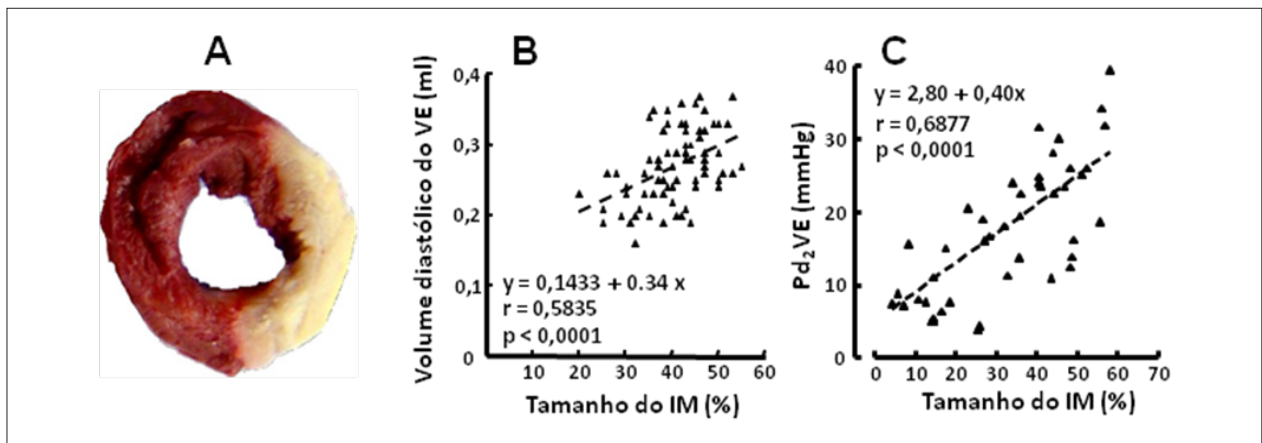 A
B
Volume diastólico do VE (ml)
0,4
0,3
0,2
0,1
0
y = 0,1433 + 0.34 x
r = 0,5835
p < 0,0001
10 20 30 40 50 60
Tamanho do IM (%)
C
Pd₂VE (mmHg)
40
30
20
10
0
y = 2,80 + 0,40x
r = 0,6877
p < 0,0001
0 10 20 30 40 50 60 70
Tamanho do IM (%)